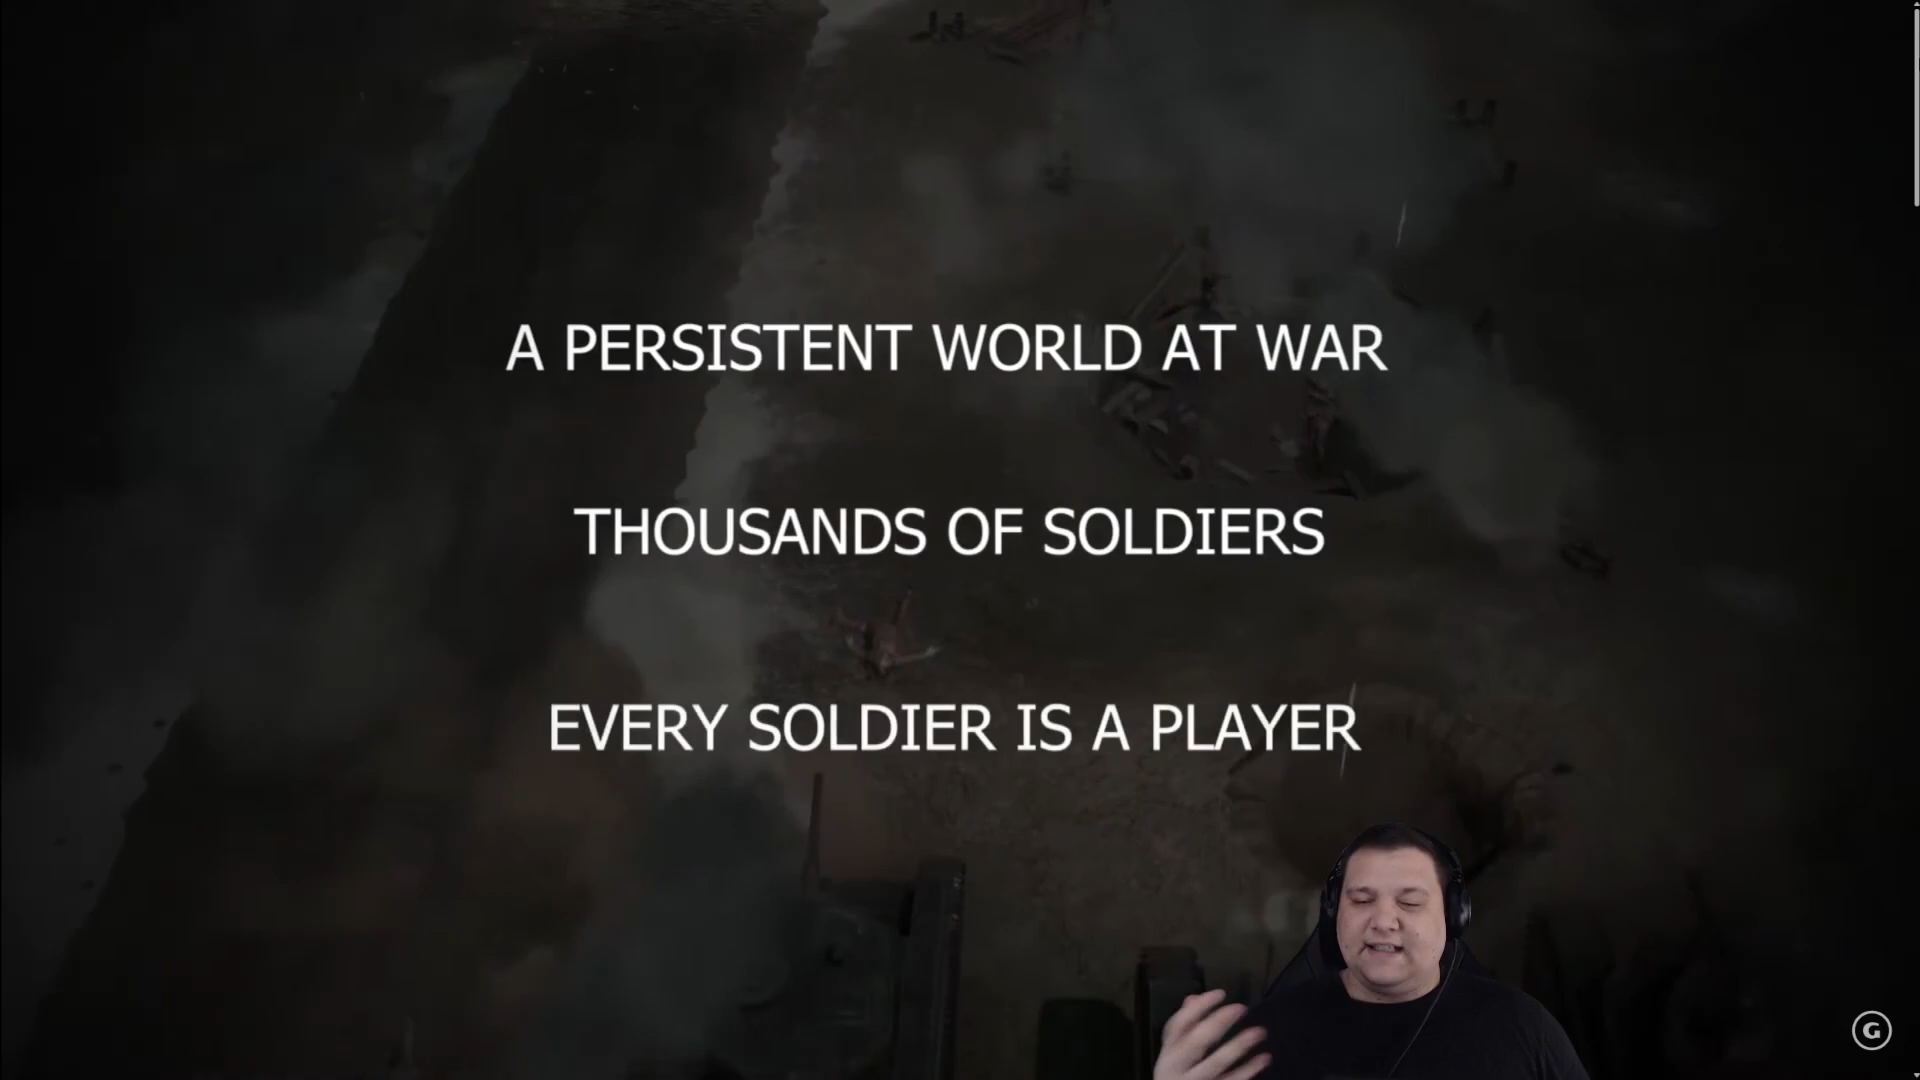 A PERSISTENT WORLD AT WAR
THOUSANDS OF SOLDIERS
EVERY SOLDIER IS A PLAYER
G